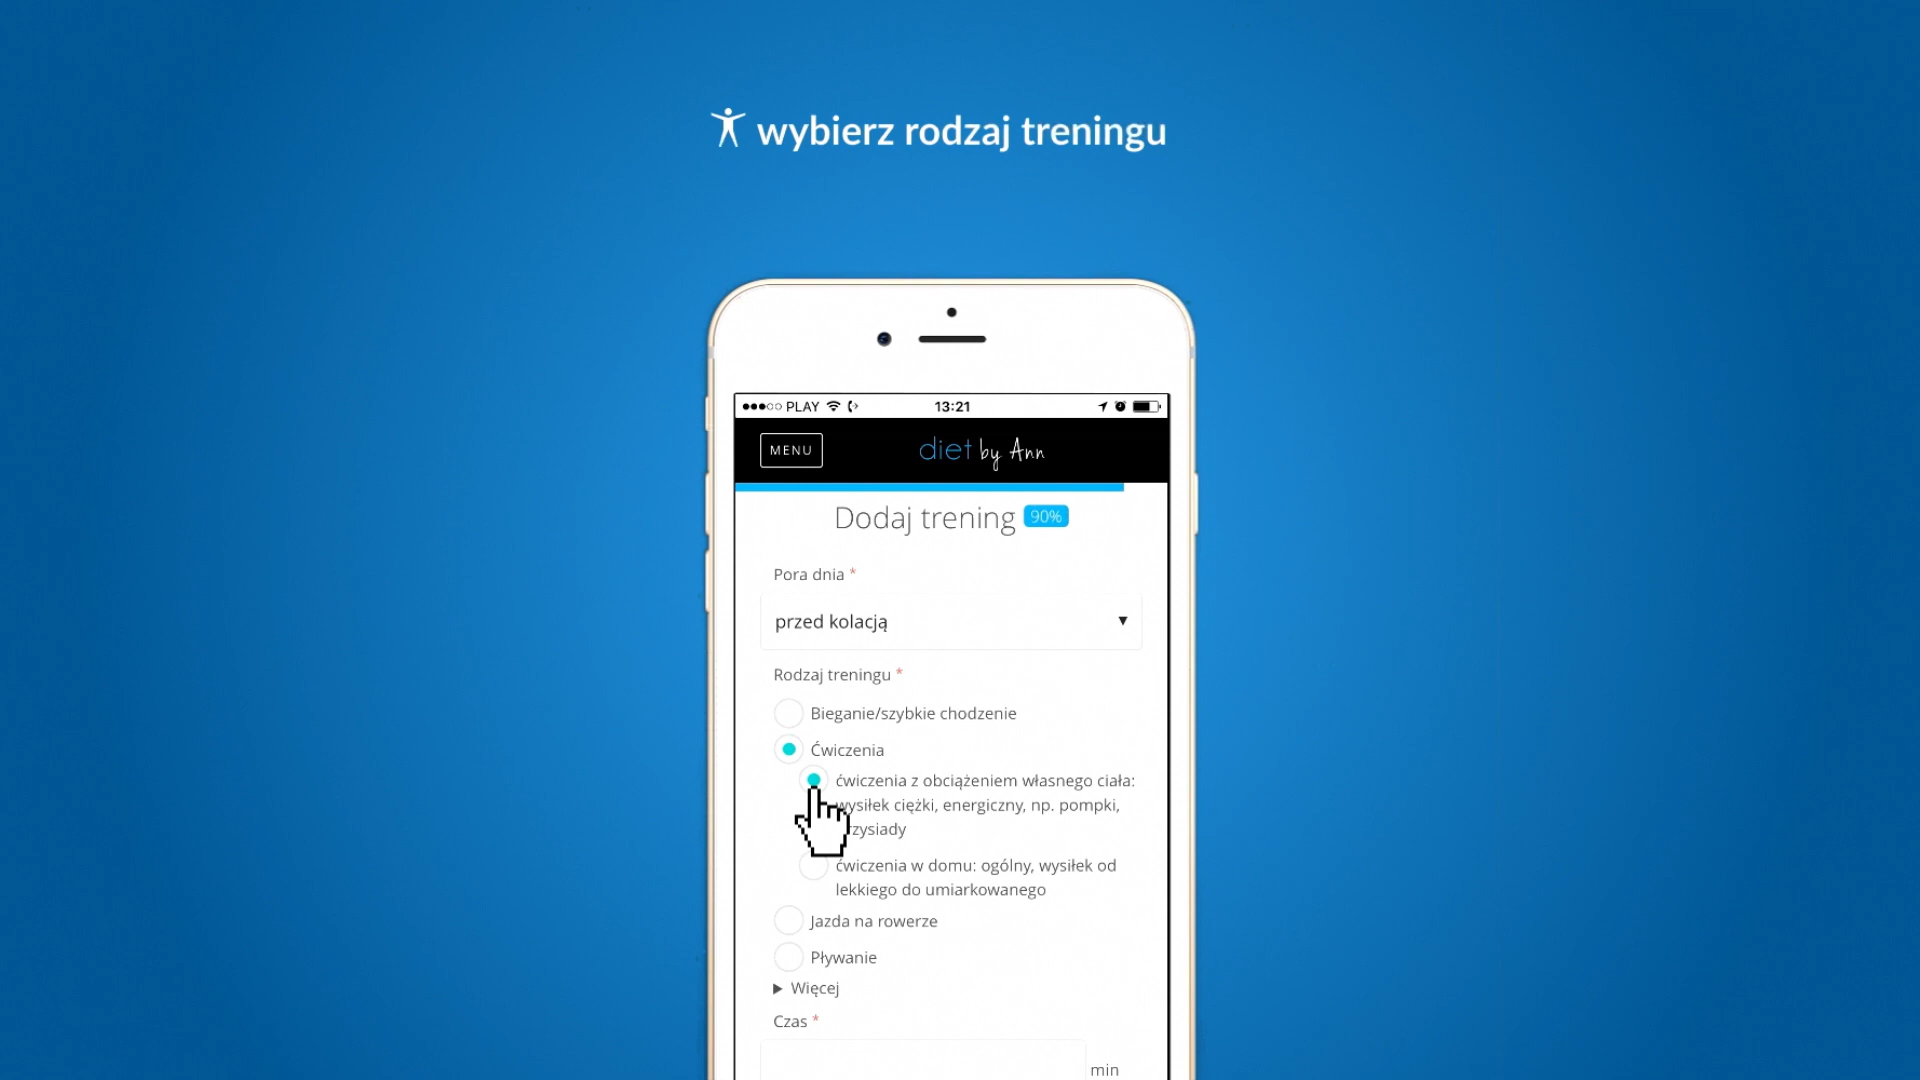 wybierz rodzaj treningu
PLAY 13:21
MENU diet by Ann
Dodaj trening 90%
Pora dnia *
przed kolacją
Rodzaj treningu *
Bieganie/szybkie chodzenie
Ćwiczenia
ćwiczenia z obciążeniem własnego ciała:
wysiłek ciężki, energiczny, np. pompki,
ćwiczenia w domu: ogólny, wysiłek od
lekkiego do umiarkowanego
Jazda na rowerze
Pływanie
Więcej
Czas *
min